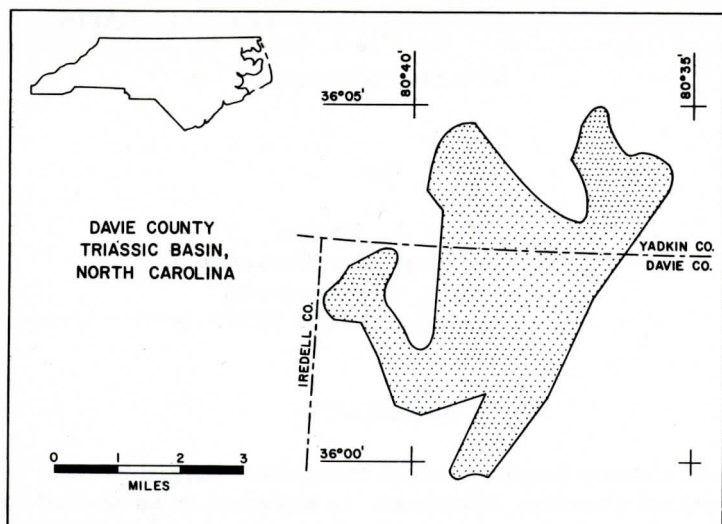 36°05'
80°40'
80°35'
DAVIE COUNTY
TRIASSIC BASIN,
NORTH CAROLINA
YADKIN CO.
DAVIE CO.
IREDELL CO.
36°00'
0 1 2 3
MILES